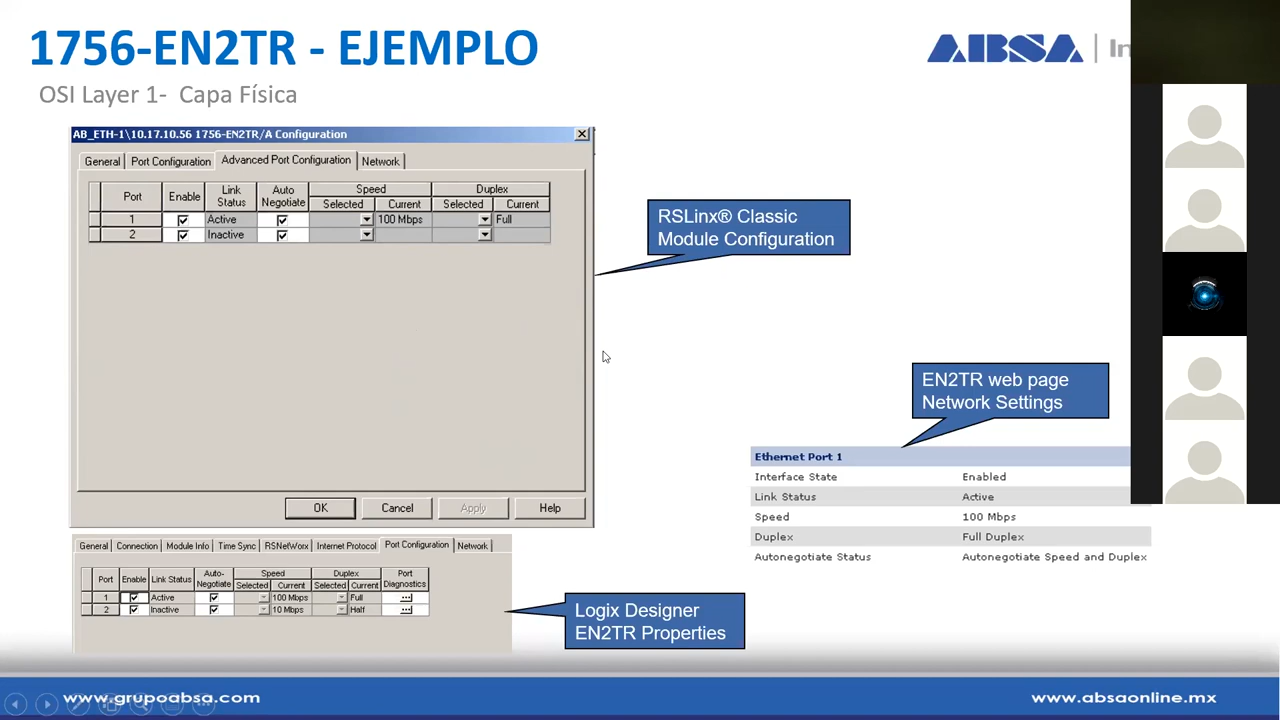 1756-EN2TR - EJEMPLO
OSI Layer 1- Capa Física
ABSA | In
AB_ETH-1\10.17.10.56 1756-EN2TR/A Configuration
General Port Configuration Advanced Port Configuration Network
Port Enable Link Status Auto Negotiate Speed Duplex
Selected Current Selected Current
1 Active 100 Mbps Full
2 Inactive
OK Cancel Apply Help
RSLinx® Classic
Module Configuration
EN2TR web page
Network Settings
Ethernet Port 1
Interface State Enabled
Link Status Active
Speed 100 Mbps
Duplex Full Duplex
Autonegotiate Status Autonegotiate Speed and Duplex
General Connection Module Info Time Sync RSNetWorx Internet Protocol Port Configuration Network
Port Enable Link Status Auto-Negotiate Speed Duplex Port Diagnostics
Selected Current Selected Current
1 Active 100 Mbps Full ...
2 Inactive 10 Mbps Half ...
Logix Designer
EN2TR Properties
www.grupoabsa.com
www.absaonline.mx